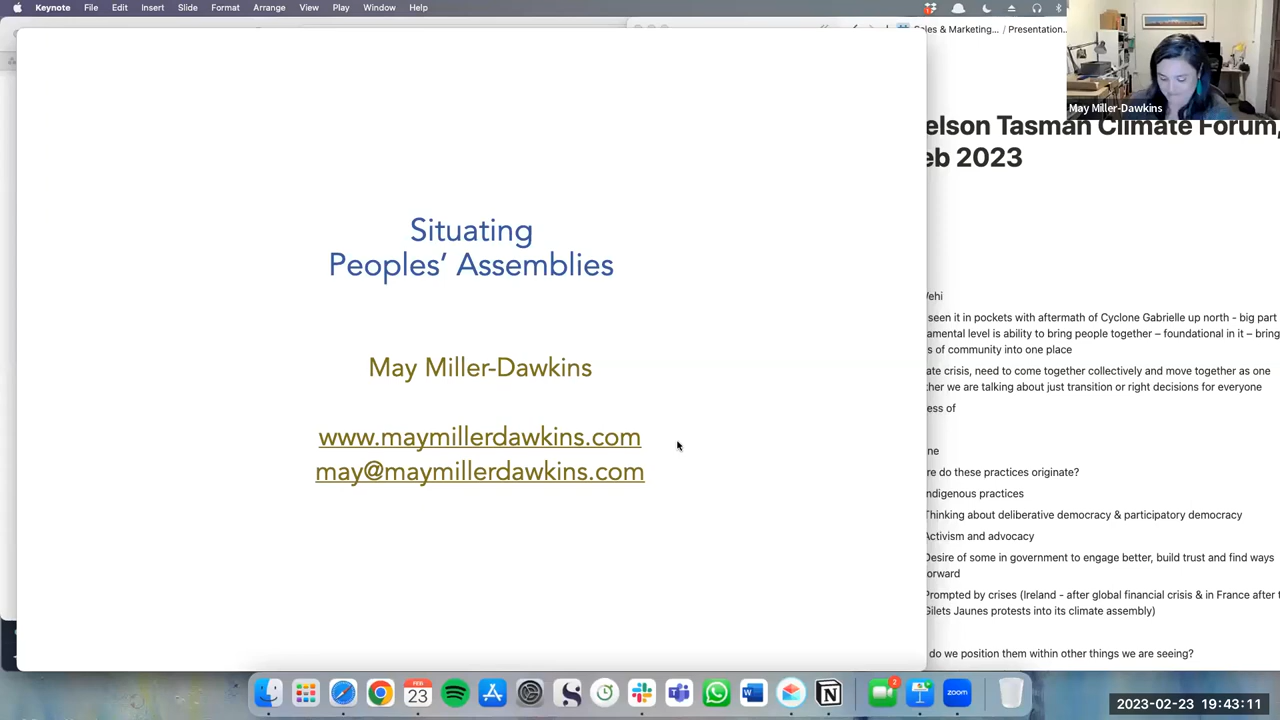 Keynote File Edit Insert Slide Format Arrange View Window Help
Sales & Marketing... / Presentation...
May Miller-Dawkins
elson Tasman Climate Forum,
eb 2023
Situating
Peoples’ Assemblies
May Miller-Dawkins
www.maymillerdawkins.com
may@maymillerdawkins.com
Vehi
seen it in pockets with aftermath of Cyclone Gabrielle up north - big part
amental level is ability to bring people together – foundational in it – bring
s of community into one place
ate crisis, need to come together collectively and move together as one
ther we are talking about just transition or right decisions for everyone
ess of
ne
re do these practices originate?
ndigenous practices
Thinking about deliberative democracy & participatory democracy
Activism and advocacy
Desire of some in government to engage better, build trust and find ways
orward
Prompted by crises (Ireland - after global financial crisis & in France after t
Gilets Jaunes protests into its climate assembly)
do we position them within other things we are seeing?
23
2
zoom
2023-02-23 19:43:11